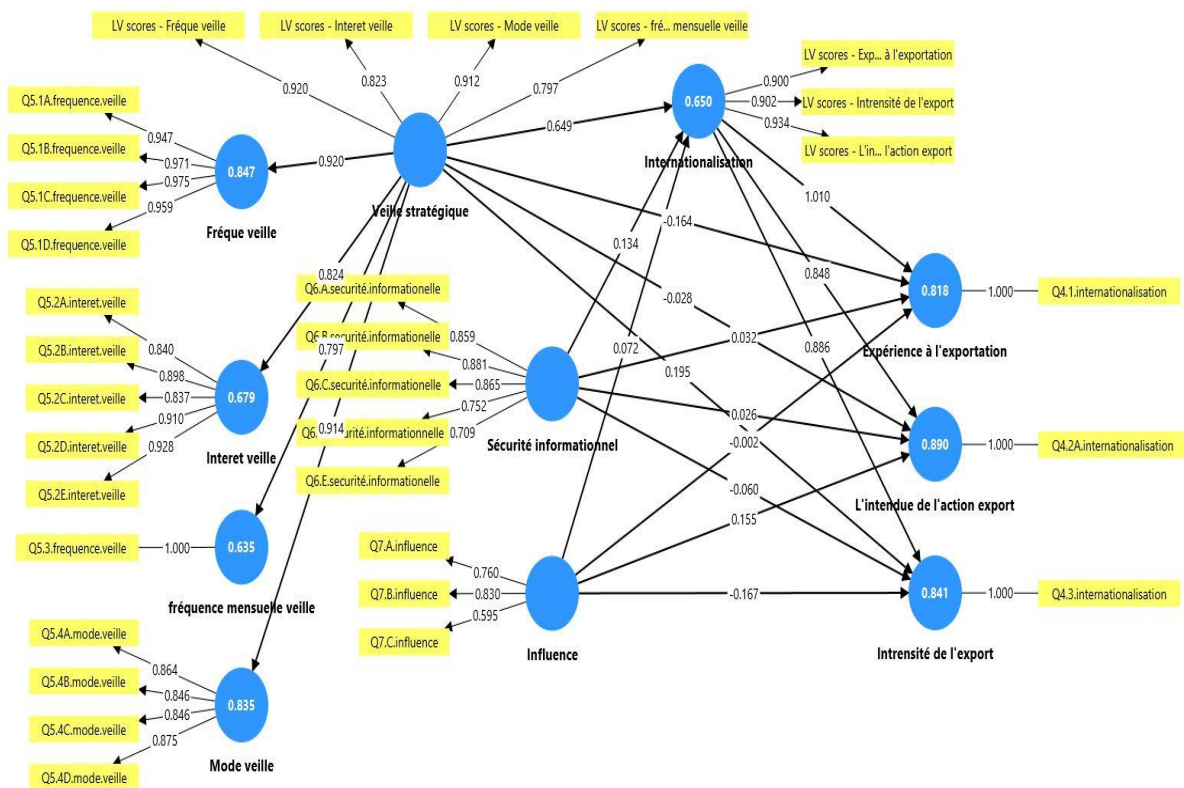 LV scores - Fréque veille
LV scores - Interet veille
LV scores - Mode veille
LV scores - fré... mensuelle veille
0.920
0.823
0.912
0.797
LV scores - Exp... à l'exportation
LV scores - Intrensité de l'export
LV scores - L'in... l'action export
0.900
0.902
0.934
0.650
Internationalisation
0.649
Q5.1A.frequence.veille
Q5.1B.frequence.veille
Q5.1C.frequence.veille
Q5.1D.frequence.veille
0.947
0.971
0.975
0.959
0.847
Fréque veille
0.920
Veille stratégique
0.824
0.797
0.914
0.134
0.072
-0.164
-0.028
0.195
1.010
0.848
0.886
Q5.2A.interet.veille
Q5.2B.interet.veille
Q5.2C.interet.veille
Q5.2D.interet.veille
Q5.2E.interet.veille
0.840
0.898
0.837
0.910
0.928
0.679
Interet veille
Q6.A.securité.informationelle
Q6.B.securité.informationelle
Q6.C.securité.informationelle
Q6. curité.informationelle
Q6.E.securité.informationelle
0.859
0.881
0.865
0.752
0.709
Sécurité informationnel
0.032
0.026
-0.060
0.818
Expérience à l'exportation
1.000
Q4.1.internationalisation
0.890
L'intendue de l'action export
1.000
Q4.2A.internationalisation
Q5.3.frequence.veille
1.000
0.635
fréquence mensuelle veille
Q7.A.influence
Q7.B.influence
Q7.C.influence
0.760
0.830
0.595
Influence
-0.002
0.155
-0.167
0.841
Intrensité de l'export
1.000
Q4.3.internationalisation
Q5.4A.mode.veille
Q5.4B.mode.veille
Q5.4C.mode.veille
Q5.4D.mode.veille
0.864
0.846
0.846
0.875
0.835
Mode veille